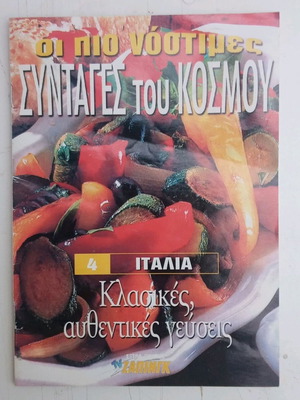 οι πιο νόστιμες
ΣΥΝΤΑΓΕΣ του ΚΟΣΜΟΥ
4 ΙΤΑΛΙΑ
Κλασικές,
αυθεντικές γεύσεις